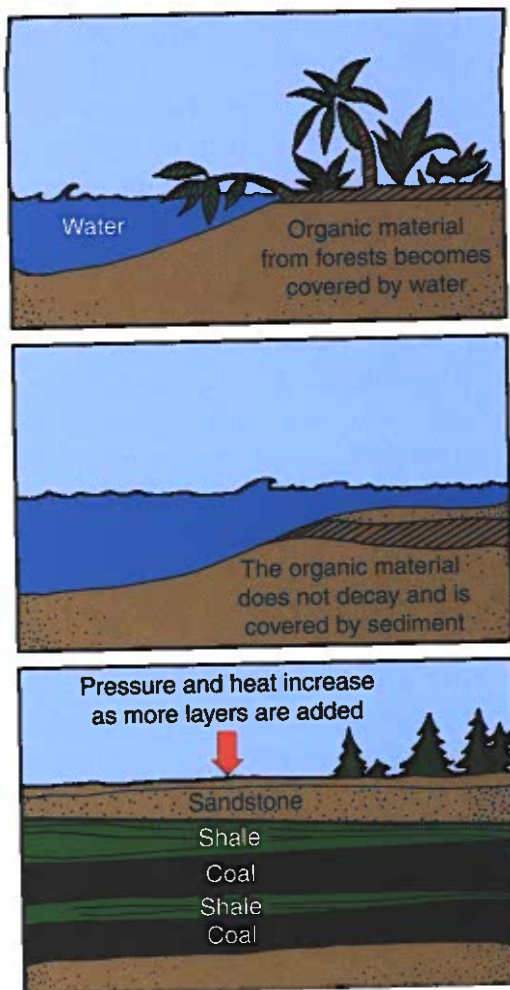 Water
Organic material
from forests becomes
covered by water
The organic material
does not decay and is
covered by sediment
Pressure and heat increase
as more layers are added
Sandstone
Shale
Coal
Shale
Coal